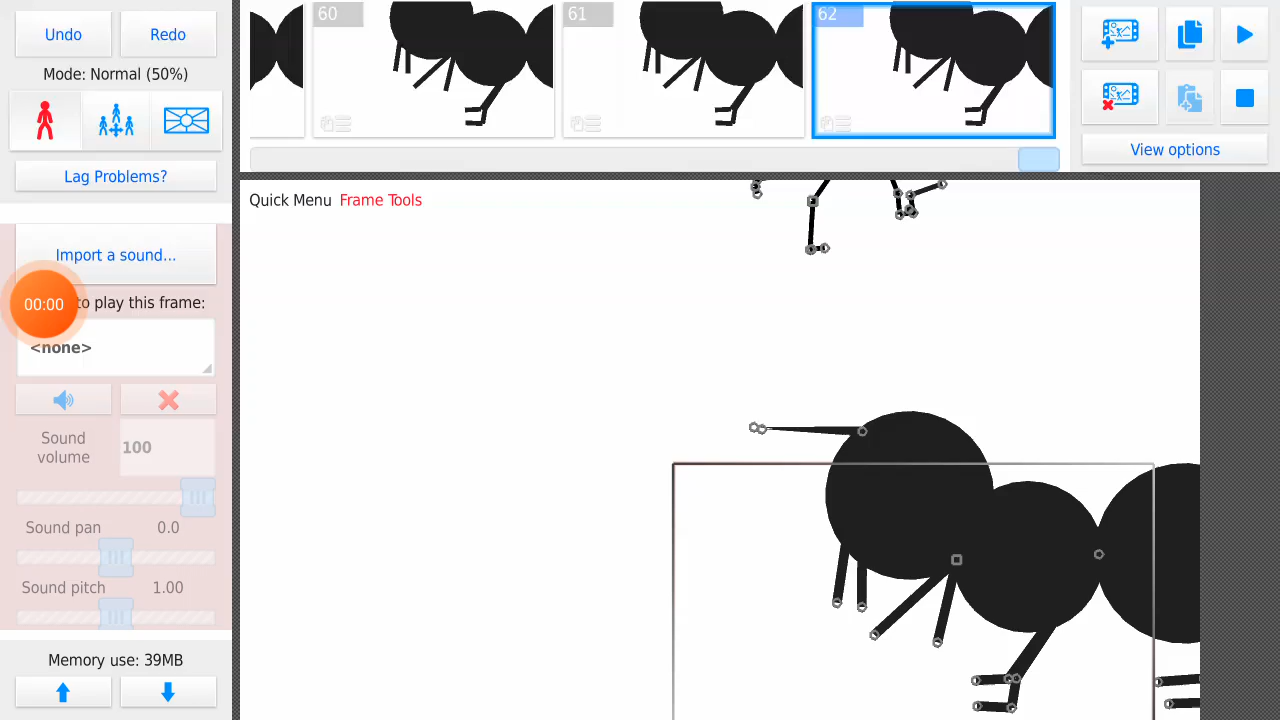 Undo
Redo
Mode: Normal (50%)
Lag Problems?
Import a sound...
00:00
to play this frame:
<none>
Sound volume
100
Sound pan
0.0
Sound pitch
1.00
Memory use: 39MB
60
61
62
View options
Quick Menu
Frame Tools